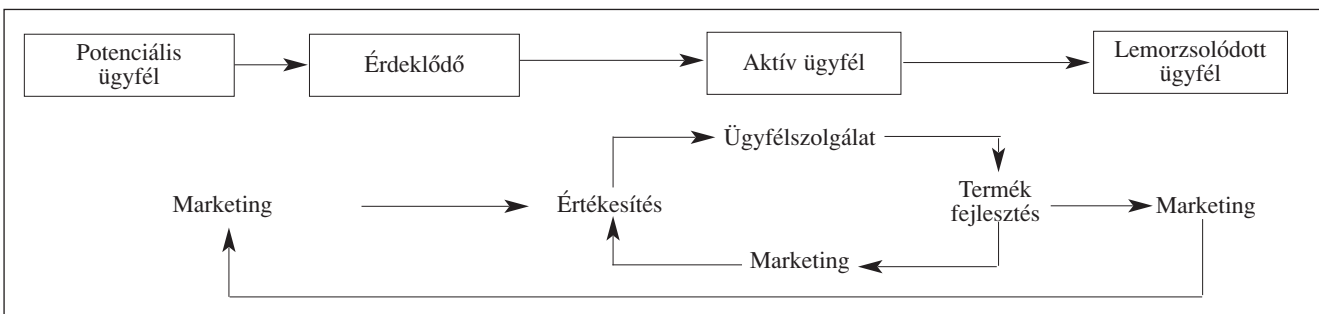 Potenciális
ügyfél
Érdeklődő
Aktív ügyfél
Lemorzsolódott
ügyfél
Ügyfélszolgálat
Marketing
Értékesítés
Termék
fejlesztés
Marketing
Marketing